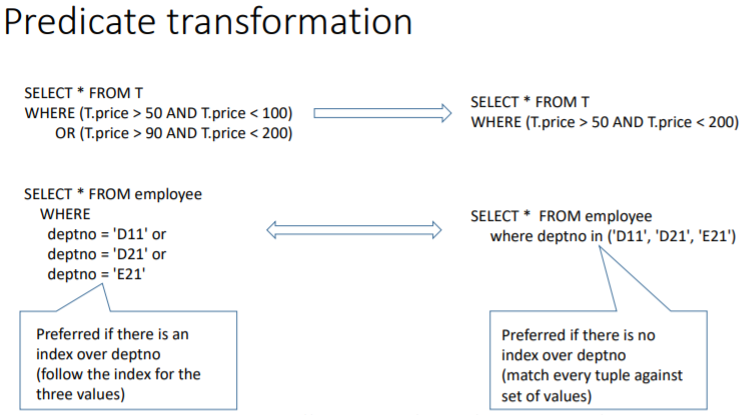 Predicate transformation
SELECT * FROM T
WHERE (T.price > 50 AND T.price < 100)
OR (T.price > 90 AND T.price < 200)
SELECT * FROM T
WHERE (T.price > 50 AND T.price < 200)
SELECT * FROM employee
WHERE
deptno = 'D11' or
deptno = 'D21' or
deptno = 'E21'
SELECT * FROM employee
where deptno in ('D11', 'D21', 'E21')
Preferred if there is an
index over deptno
(follow the index for the
three values)
Preferred if there is no
index over deptno
(match every tuple against
set of values)